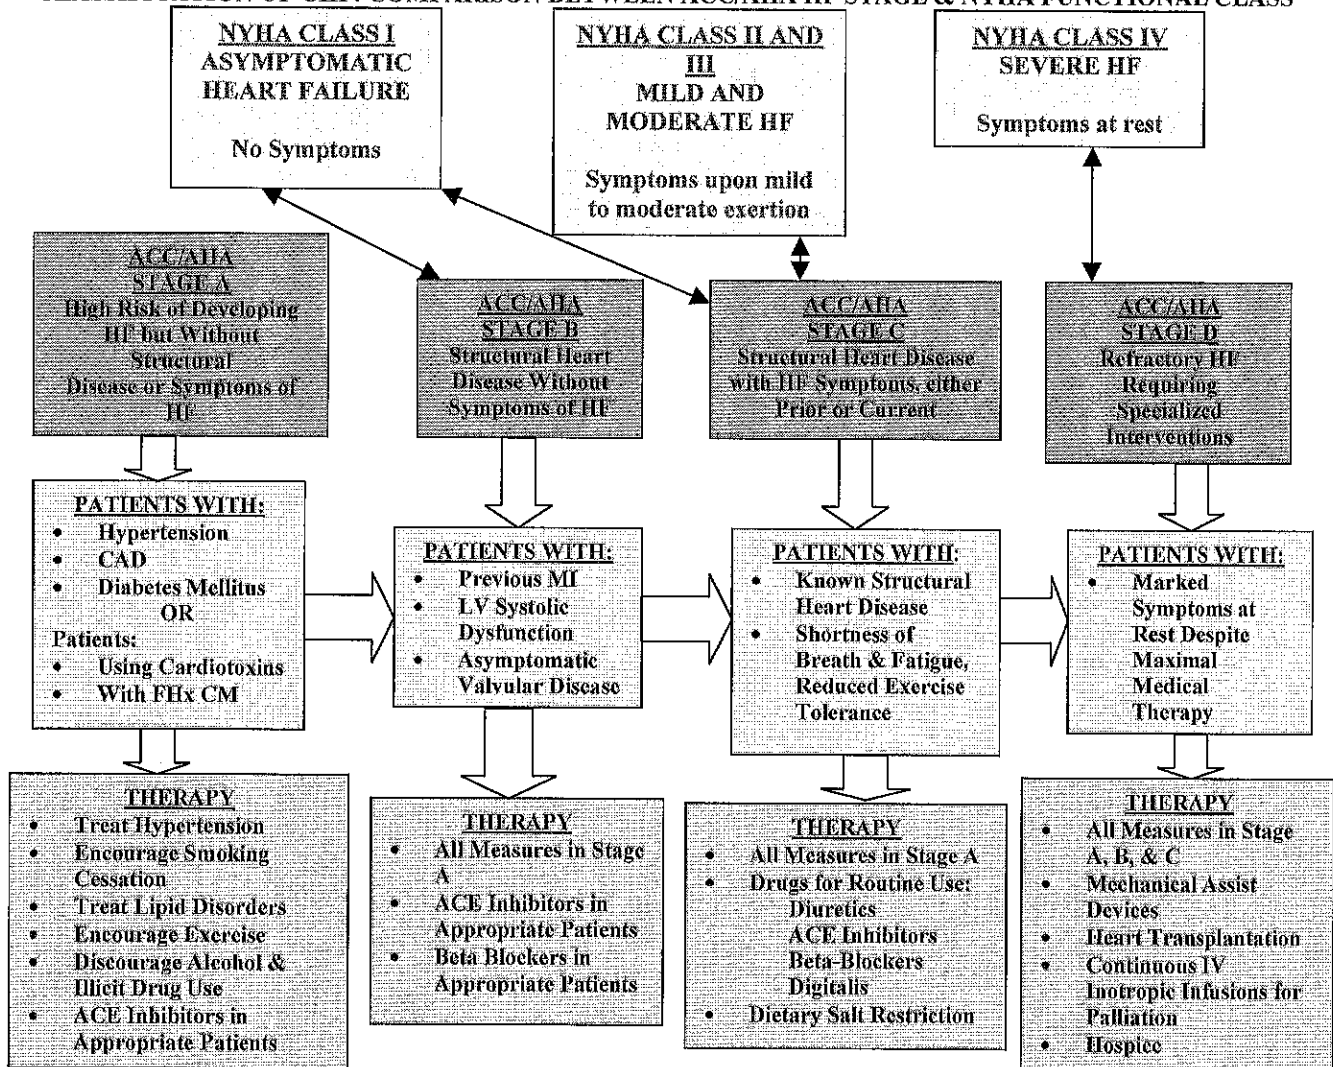 BETWEEN ACC/AHA HF STAGE & NYHA FUNCTIONAL CLASS
NYHA CLASS I
ASYMPTOMATIC
HEART FAILURE
No Symptoms
NYHA CLASS II AND
III
MILD AND
MODERATE HF
Symptoms upon mild
to moderate exertion
NYHA CLASS IV
SEVERE HF
Symptoms at rest
ACC/AHA
STAGE A
High Risk of Developing
HF but Without
Structural
Disease or Symptoms of
HF
ACC/AHA
STAGE B
Structural Heart
Disease Without
Symptoms of HF
ACC/AHA
STAGE C
Structural Heart Disease
with HF Symptoms, either
Prior or Current
ACC/AHA
STAGE D
Refractory HF
Requiring
Specialized
Interventions
PATIENTS WITH:
• Hypertension
• CAD
• Diabetes Mellitus
OR
Patients:
• Using Cardiotoxins
• With FHx CM
PATIENTS WITH:
• Previous MI
• LV Systolic
Dysfunction
• Asymptomatic
Valvular Disease
PATIENTS WITH:
• Known Structural
Heart Disease
• Shortness of
Breath & Fatigue,
Reduced Exercise
Tolerance
PATIENTS WITH:
• Marked
Symptoms at
Rest Despite
Maximal
Medical
Therapy
THERAPY
• Treat Hypertension
• Encourage Smoking
Cessation
• Treat Lipid Disorders
• Encourage Exercise
• Discourage Alcohol &
Illicit Drug Use
• ACE Inhibitors in
Appropriate Patients
THERAPY
• All Measures in Stage
A
• ACE Inhibitors in
Appropriate Patients
• Beta Blockers in
Appropriate Patients
THERAPY
• All Measures in Stage A
• Drugs for Routine Use:
Diuretics
ACE Inhibitors
Beta-Blockers
Digitalis
• Dietary Salt Restriction
THERAPY
• All Measures in Stage
A, B, & C
• Mechanical Assist
Devices
• Heart Transplantation
• Continuous IV
Inotropic Infusions for
Palliation
• Hospice